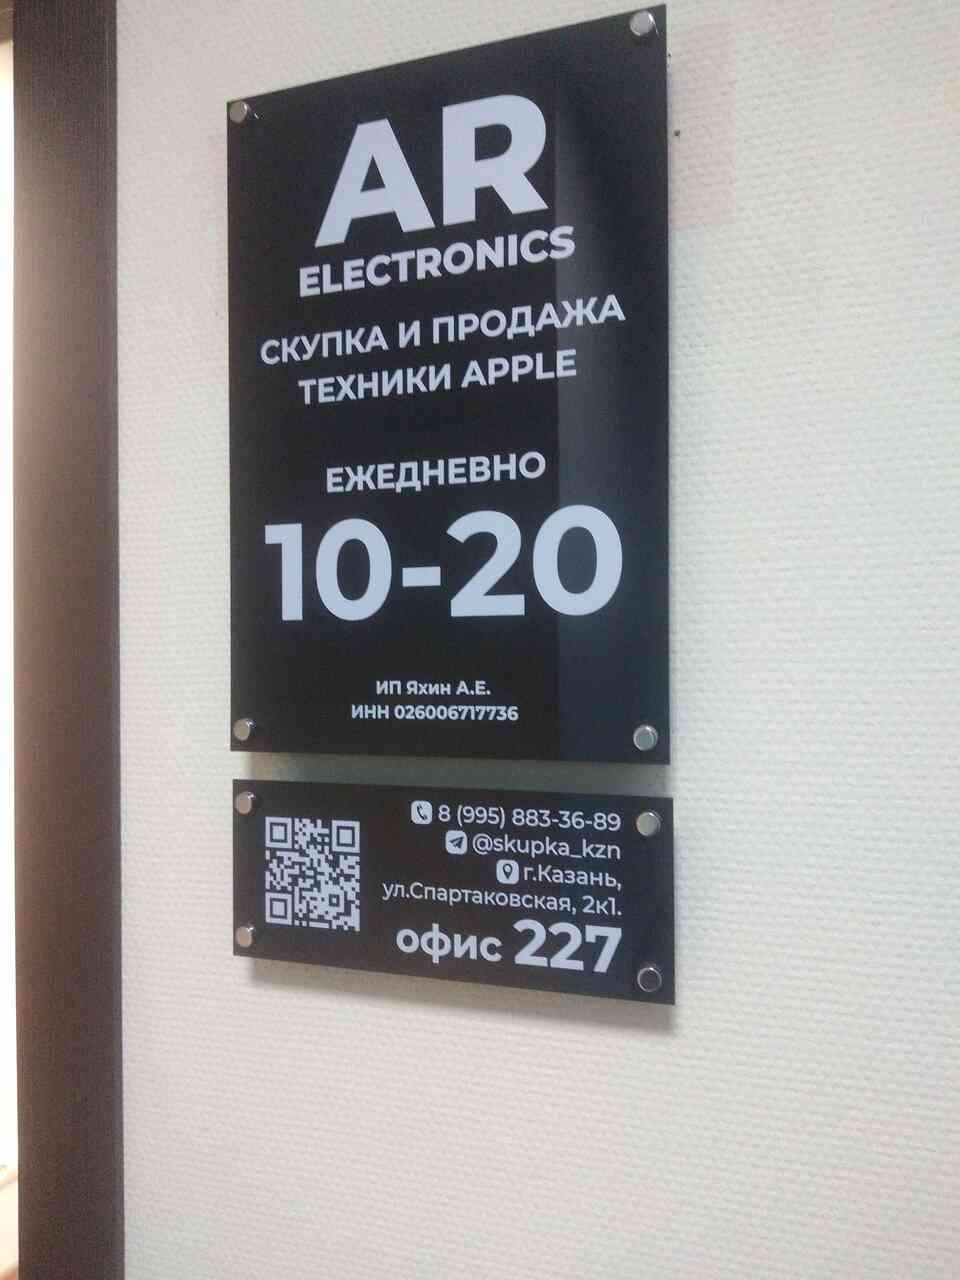 AR
ELECTRONICS
СКУПКА И ПРОДАЖА
ТЕХНИКИ APPLE
ЕЖЕДНЕВНО
10-20
ИП Яхин А.Е.
ИНН 026006717736
8 (995) 883-36-89
@skupka_kzn
г.Казань,
ул.Спартаковская, 2к1.
офис 227